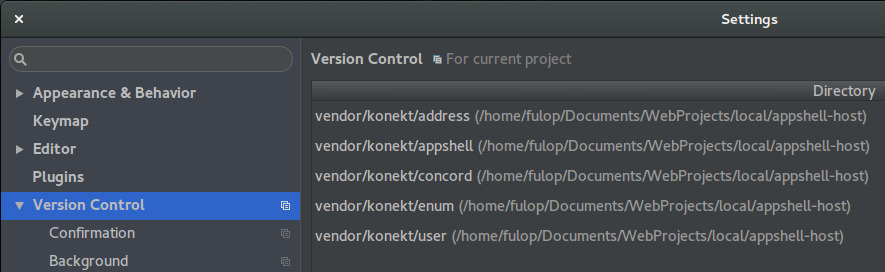 Settings
Appearance & Behavior
Keymap
Editor
Plugins
Version Control
Confirmation
Background
Version Control For current project
Directory
vendor/konekt/address (/home/fulop/Documents/WebProjects/local/appshell-host)
vendor/konekt/appshell (/home/fulop/Documents/WebProjects/local/appshell-host)
vendor/konekt/concord (/home/fulop/Documents/WebProjects/local/appshell-host)
vendor/konekt/enum (/home/fulop/Documents/WebProjects/local/appshell-host)
vendor/konekt/user (/home/fulop/Documents/WebProjects/local/appshell-host)